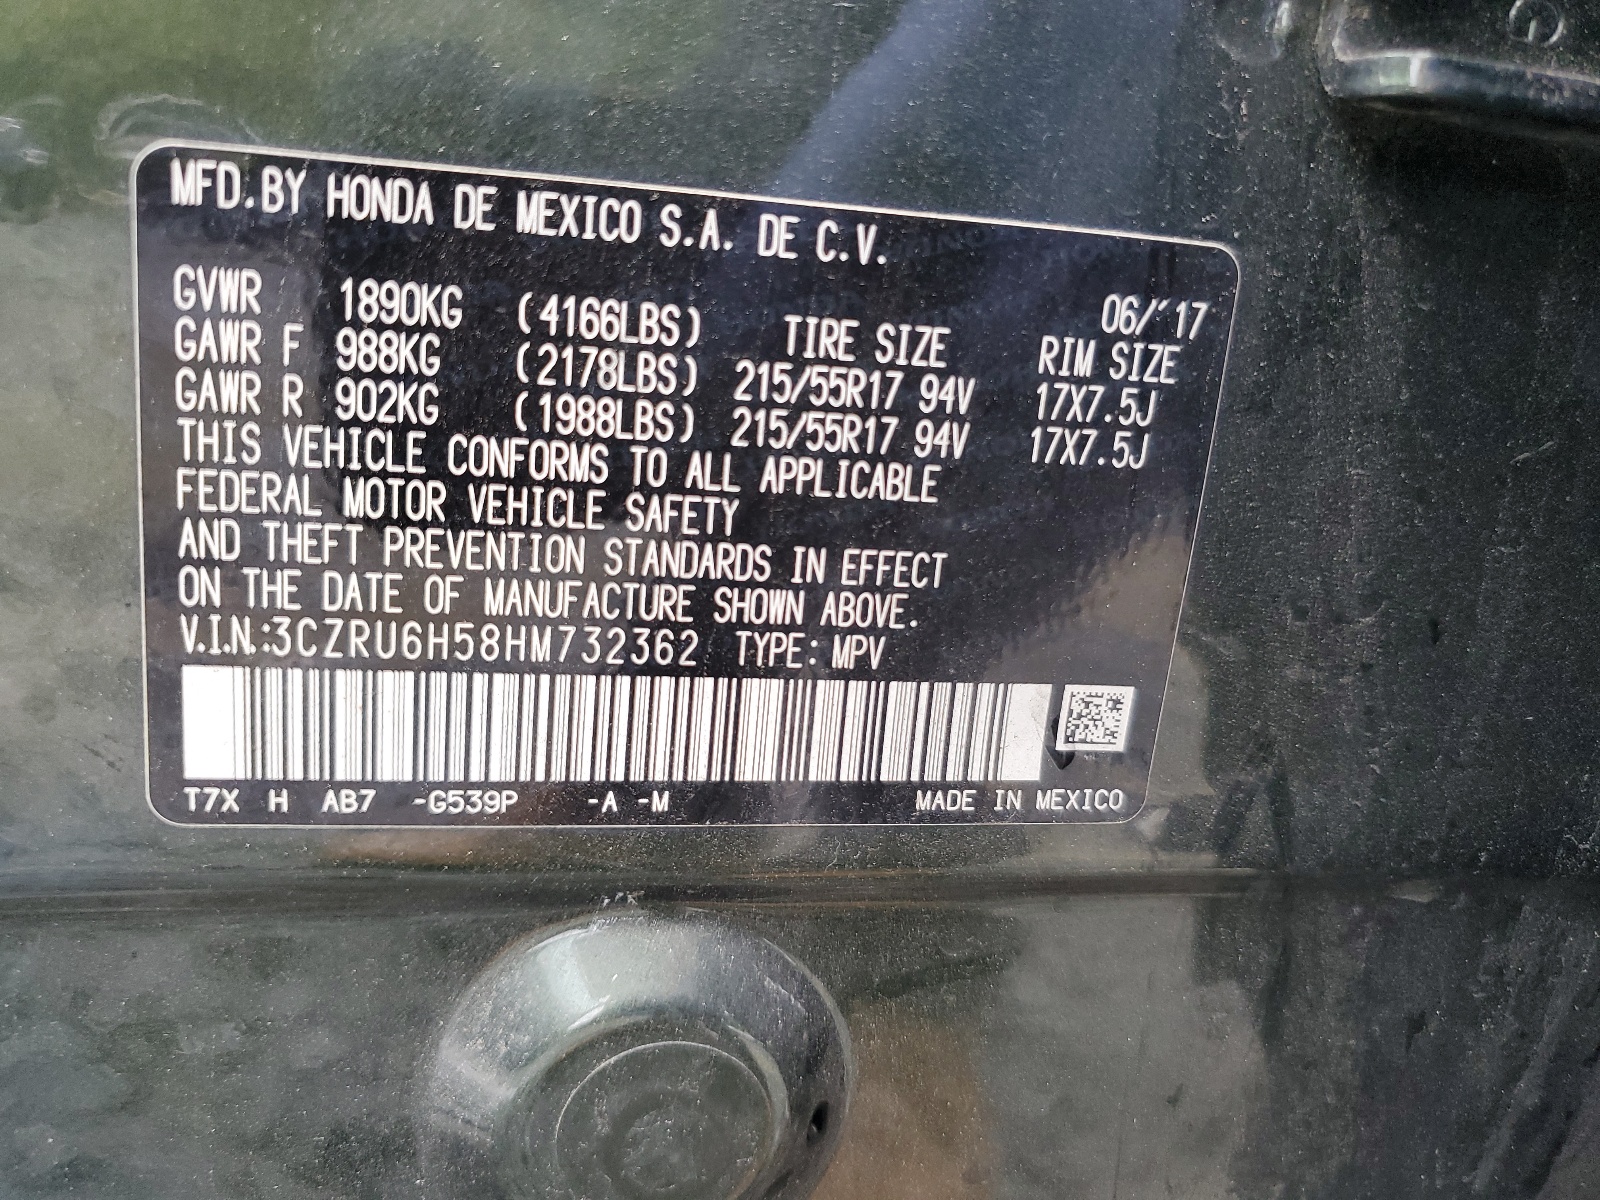 MFD.BY HONDA DE MEXICO S.A. DE C.V.
06/'17
GVWR 1890KG (4166LBS) TIRE SIZE RIM SIZE
GAWR F 988KG (2178LBS) 215/55R17 94V 17X7.5J
GAWR R 902KG (1988LBS) 215/55R17 94V 17X7.5J
THIS VEHICLE CONFORMS TO ALL APPLICABLE
FEDERAL MOTOR VEHICLE SAFETY
AND THEFT PREVENTION STANDARDS IN EFFECT
ON THE DATE OF MANUFACTURE SHOWN ABOVE.
V.I.N.:3CZRU6H58HM732362 TYPE: MPV
T7X H AB7 -G539P -A -M MADE IN MEXICO